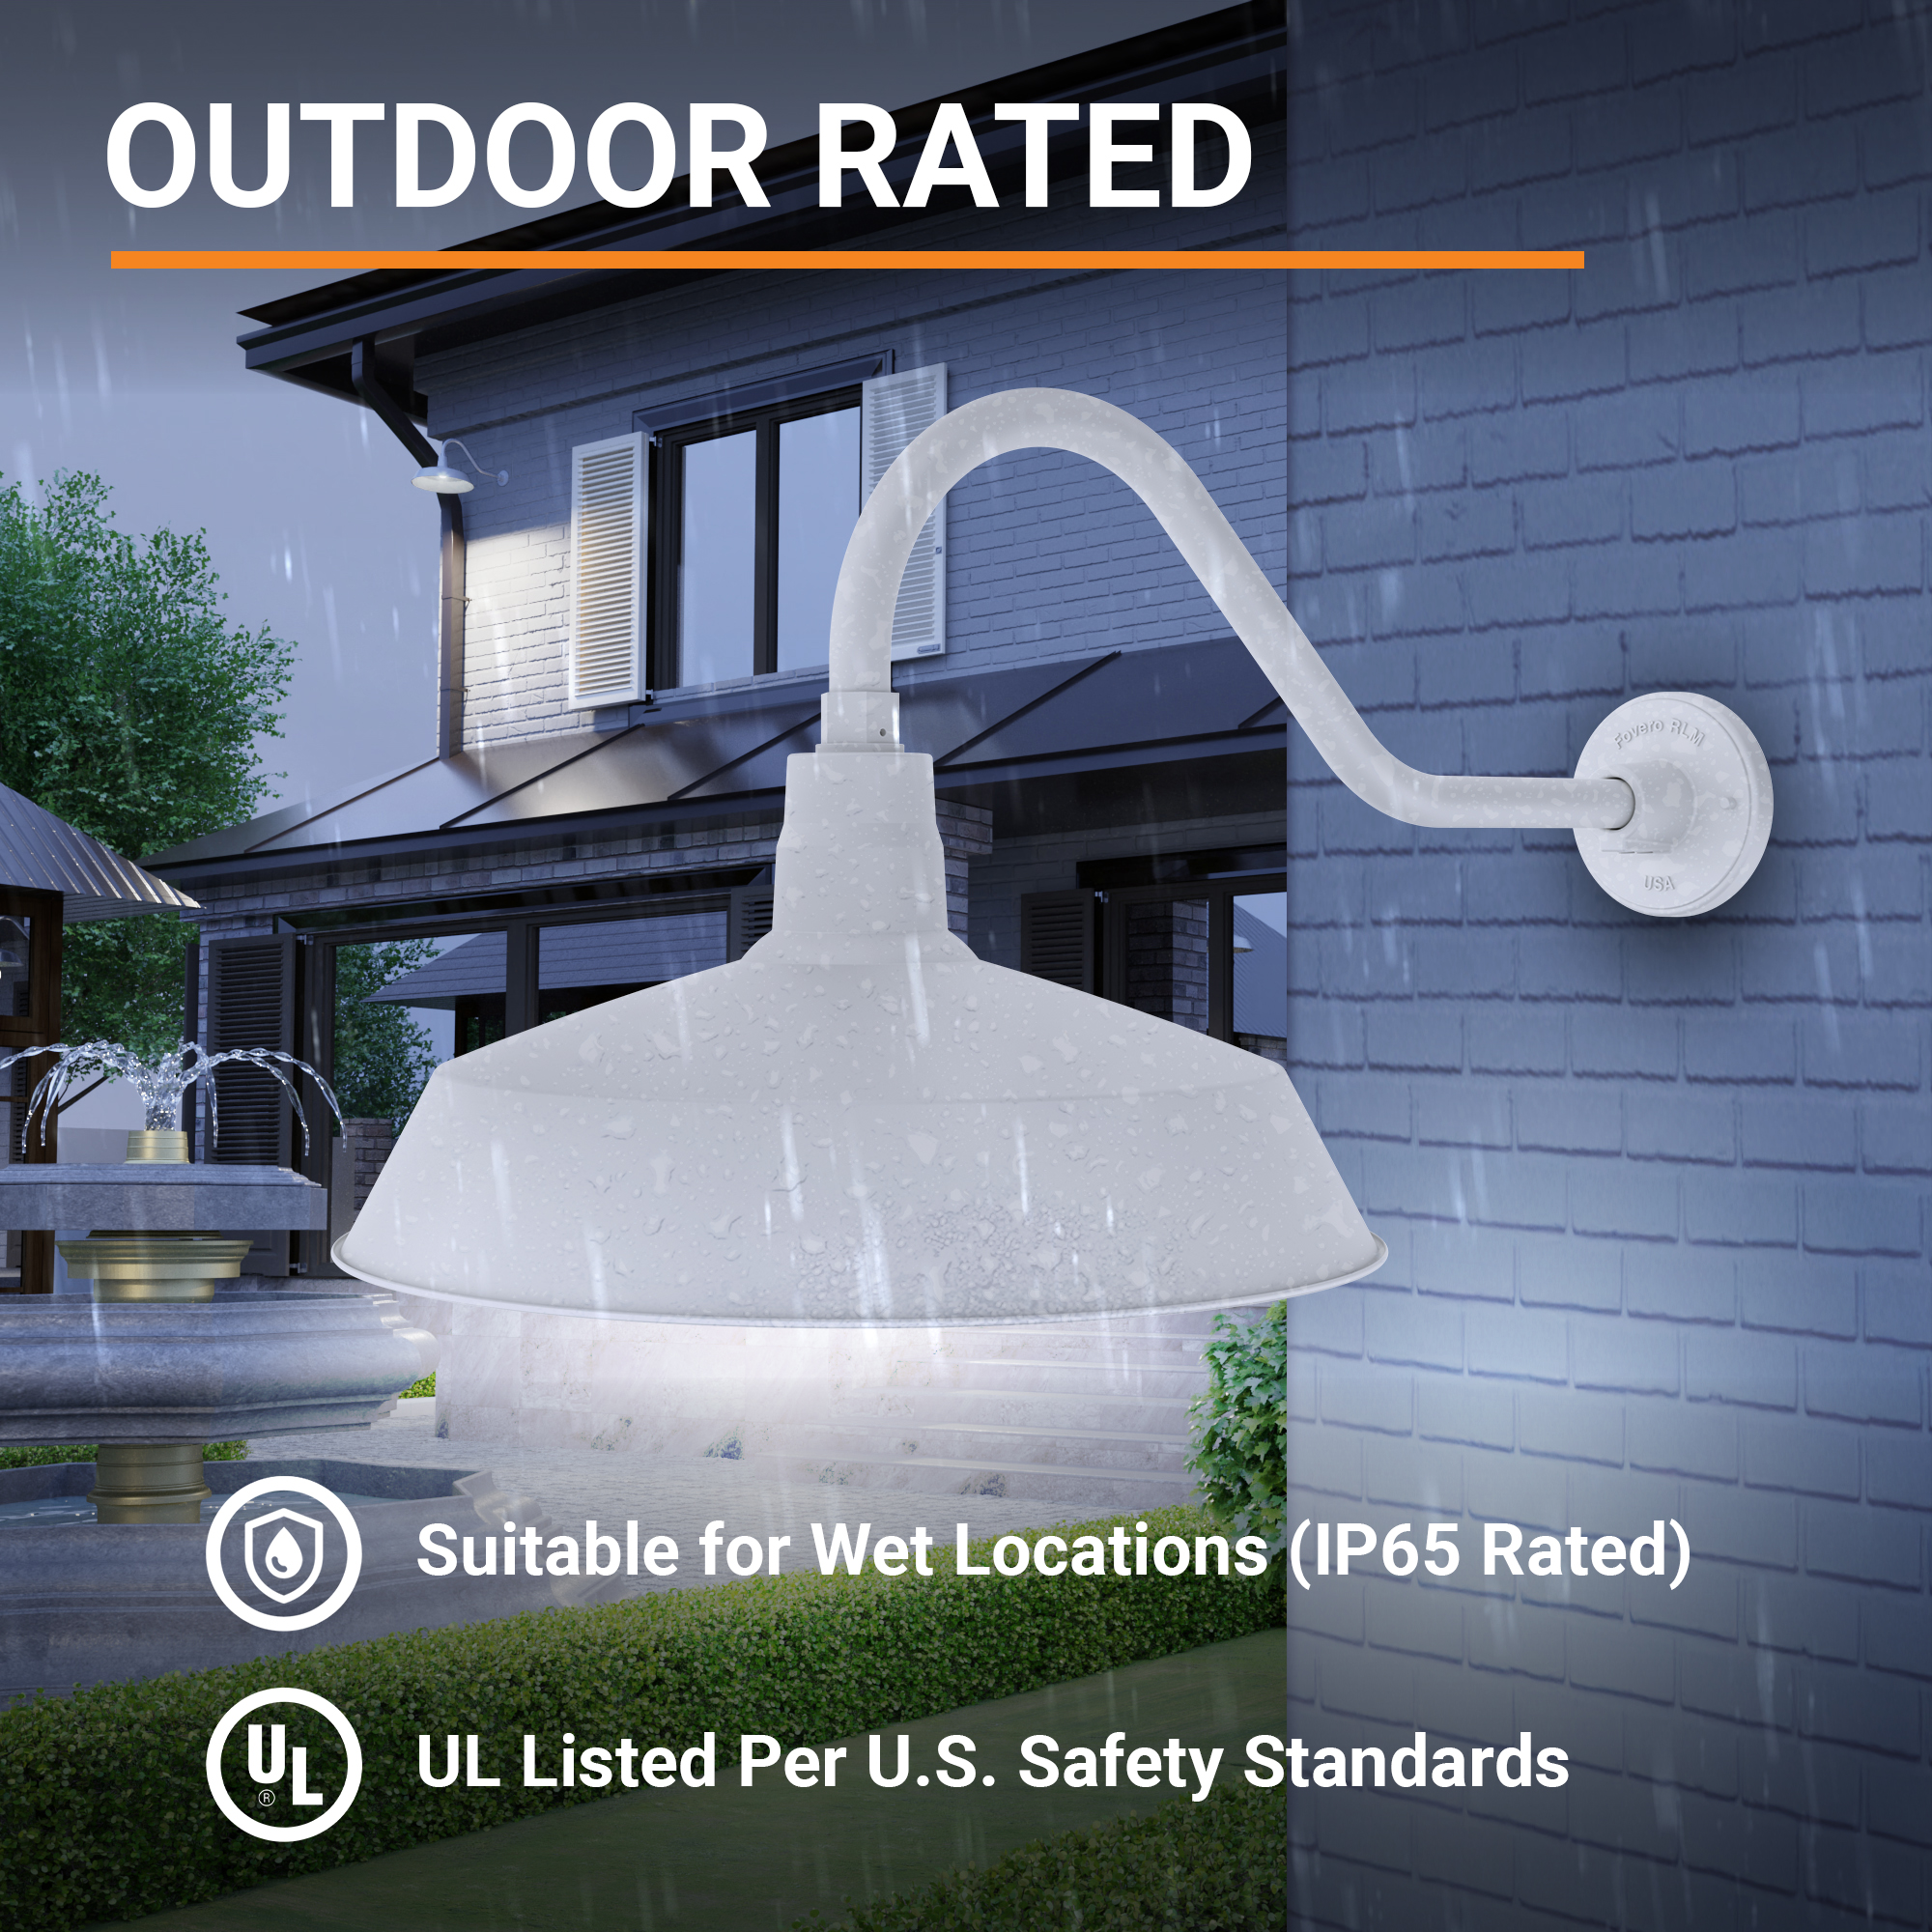 OUTDOOR RATED
Fovero RLM
USA
Suitable for Wet Locations (IP65 Rated)
UL
®
UL Listed Per U.S. Safety Standards